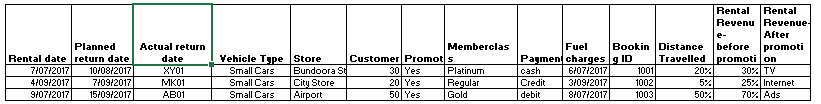 Rental date	Planned return date	Actual return date	Vehicle Type	Store	Customer	Promot	Memberclass	Payment	Fuel charges	Booking ID	Distance Travelled	Rental Revenue-before promotion	Rental Revenue-After promotion
7/07/2017	10/08/2017	XY01	Small Cars	Bundoora St	30	Yes	Platinum	cash	6/07/2017	1001	20%	30%	TV
4/09/2017	7/09/2017	MK01	Small Cars	City Store	20	Yes	Regular	Credit	3/09/2017	1002	5%	25%	Internet
9/07/2017	15/09/2017	AB01	Small Cars	Airport	50	Yes	Gold	debit	8/07/2017	1003	50%	70%	Ads